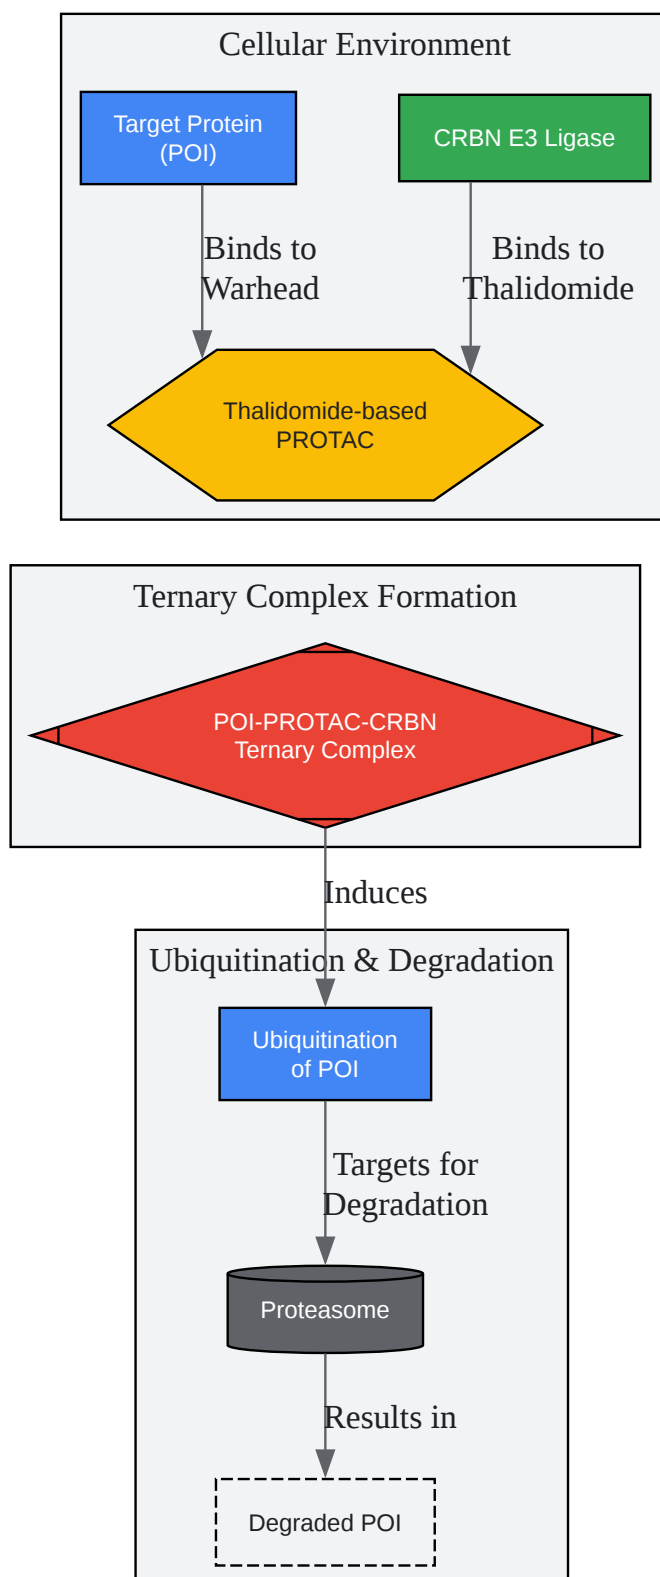 Cellular Environment
Target Protein
(POI)
CRBN E3 Ligase
Binds to
Warhead
Binds to
Thalidomide
Thalidomide-based
PROTAC
Ternary Complex Formation
POI-PROTAC-CRBN
Ternary Complex
Induces
Ubiquitination & Degradation
Ubiquitination
of POI
Targets for
Degradation
Proteasome
Results in
Degraded POI